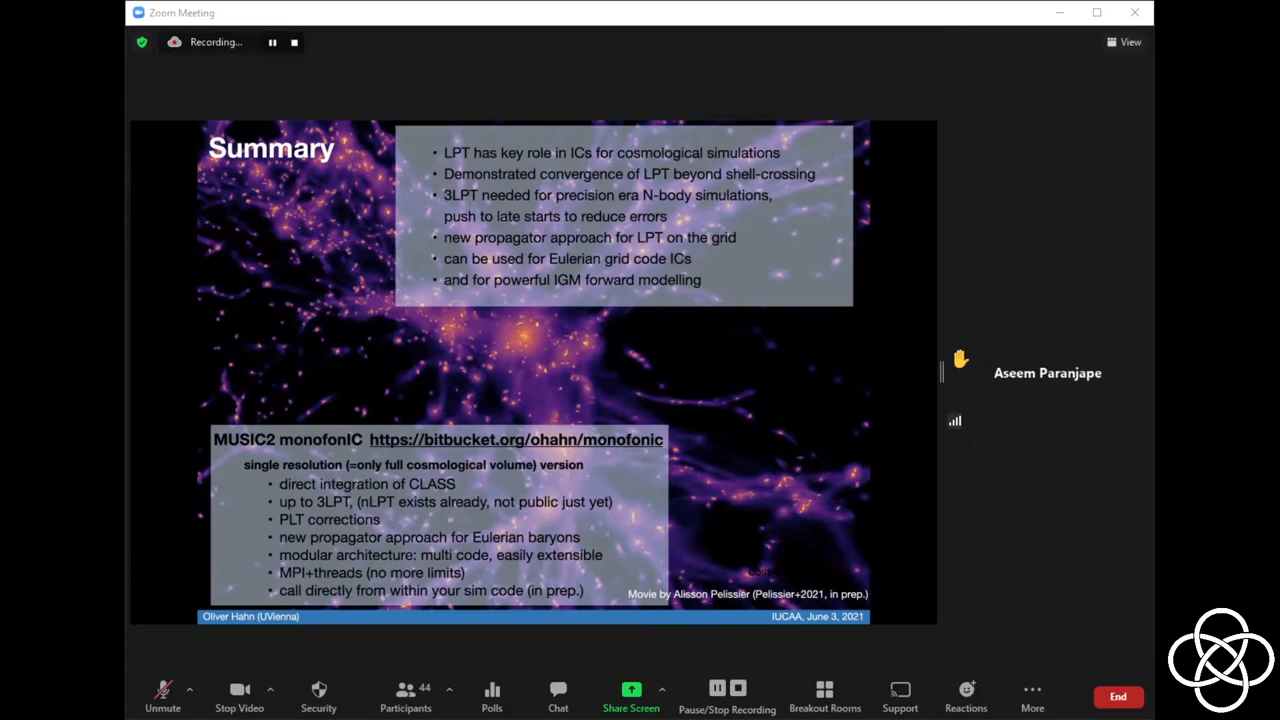 Zoom Meeting
Recording...
View
Summary
• LPT has key role in ICs for cosmological simulations
• Demonstrated convergence of LPT beyond shell-crossing
• 3LPT needed for precision era N-body simulations,
push to late starts to reduce errors
• new propagator approach for LPT on the grid
• can be used for Eulerian grid code ICs
• and for powerful IGM forward modelling
Aseem Paranjape
MUSIC2 monofonIC https://bitbucket.org/ohahn/monofonic
single resolution (=only full cosmological volume) version
• direct integration of CLASS
• up to 3LPT, (nLPT exists already, not public just yet)
• PLT corrections
• new propagator approach for Eulerian baryons
• modular architecture: multi code, easily extensible
• MPI+threads (no more limits)
• call directly from within your sim code (in prep.)
Movie by Alisson Pelissier (Pelissier+2021, in prep.)
Oliver Hahn (UVienna)
IUCAA, June 3, 2021
44
Unmute
Stop Video
Security
Participants
Polls
Chat
Share Screen
Pause/Stop Recording
Breakout Rooms
Support
Reactions
More
End